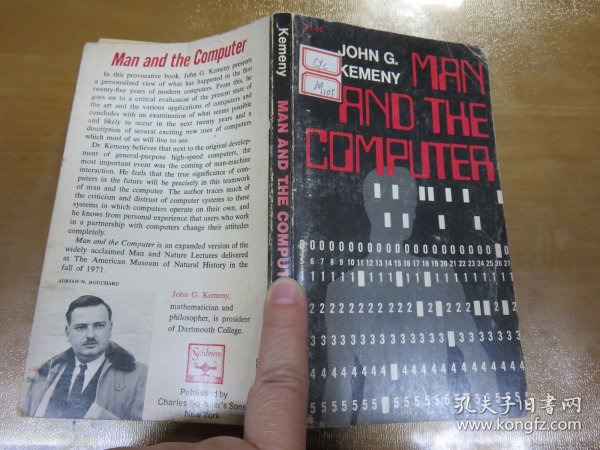 Man and the Computer
In this provocative book, John G. Kemeny presents
a personalized view of what has happened in the first
twenty-five years of modern computers. From this, he
goes on to a critical evaluation of the present state of
the art and the various applications of computers and
concludes with an examination of what seems possible
and likely to occur in the next twenty years and a
description of several exciting new uses of computers
which most of us will live to see.
Dr. Kemeny believes that next to the original develop-
ment of general-purpose high-speed computers, the
most important event was the coming of man-machine
interaction. He feels that the true significance of com-
puters in the future will be precisely in this teamwork
of man and the computer. The author traces much of
the criticism and distrust of computer systems to those
systems in which computers operate on their own, and
he knows from personal experience that users who work
in a partnership with computers change their attitudes
completely.
Man and the Computer is an expanded version of the
widely acclaimed Man and Nature Lectures delivered
at The American Museum of Natural History in the
fall of 1971.
ADRIAN N. BOUCHARD
John G. Kemeny,
mathematician and
philosopher, is president
of Dartmouth College.
Scribners
Published by
Charles Scribner's Sons
New York
Kemeny
MAN AND THE COMPUT
JOHN G.
KEMENY
MAN
AND THE
COMPUTER
孔夫子旧书网
kongfz.com